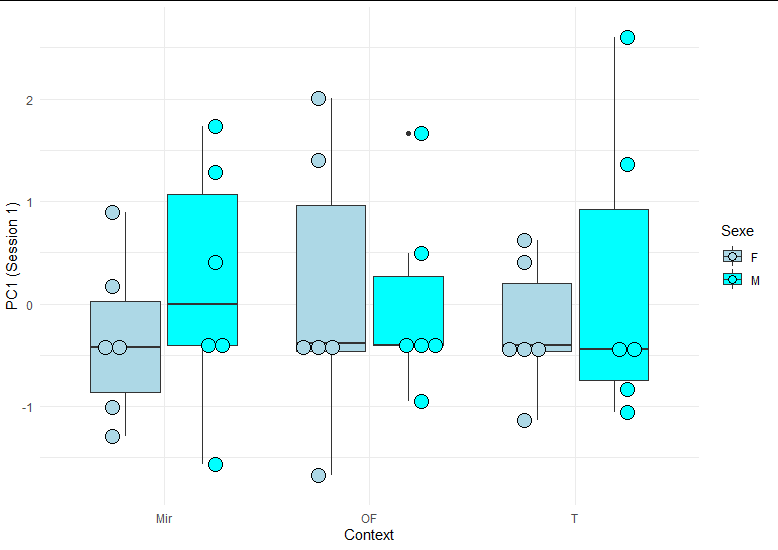 PC1 (Session 1)
2
1
0
-1
Mir
OF
T
Context
Sexe
F
M